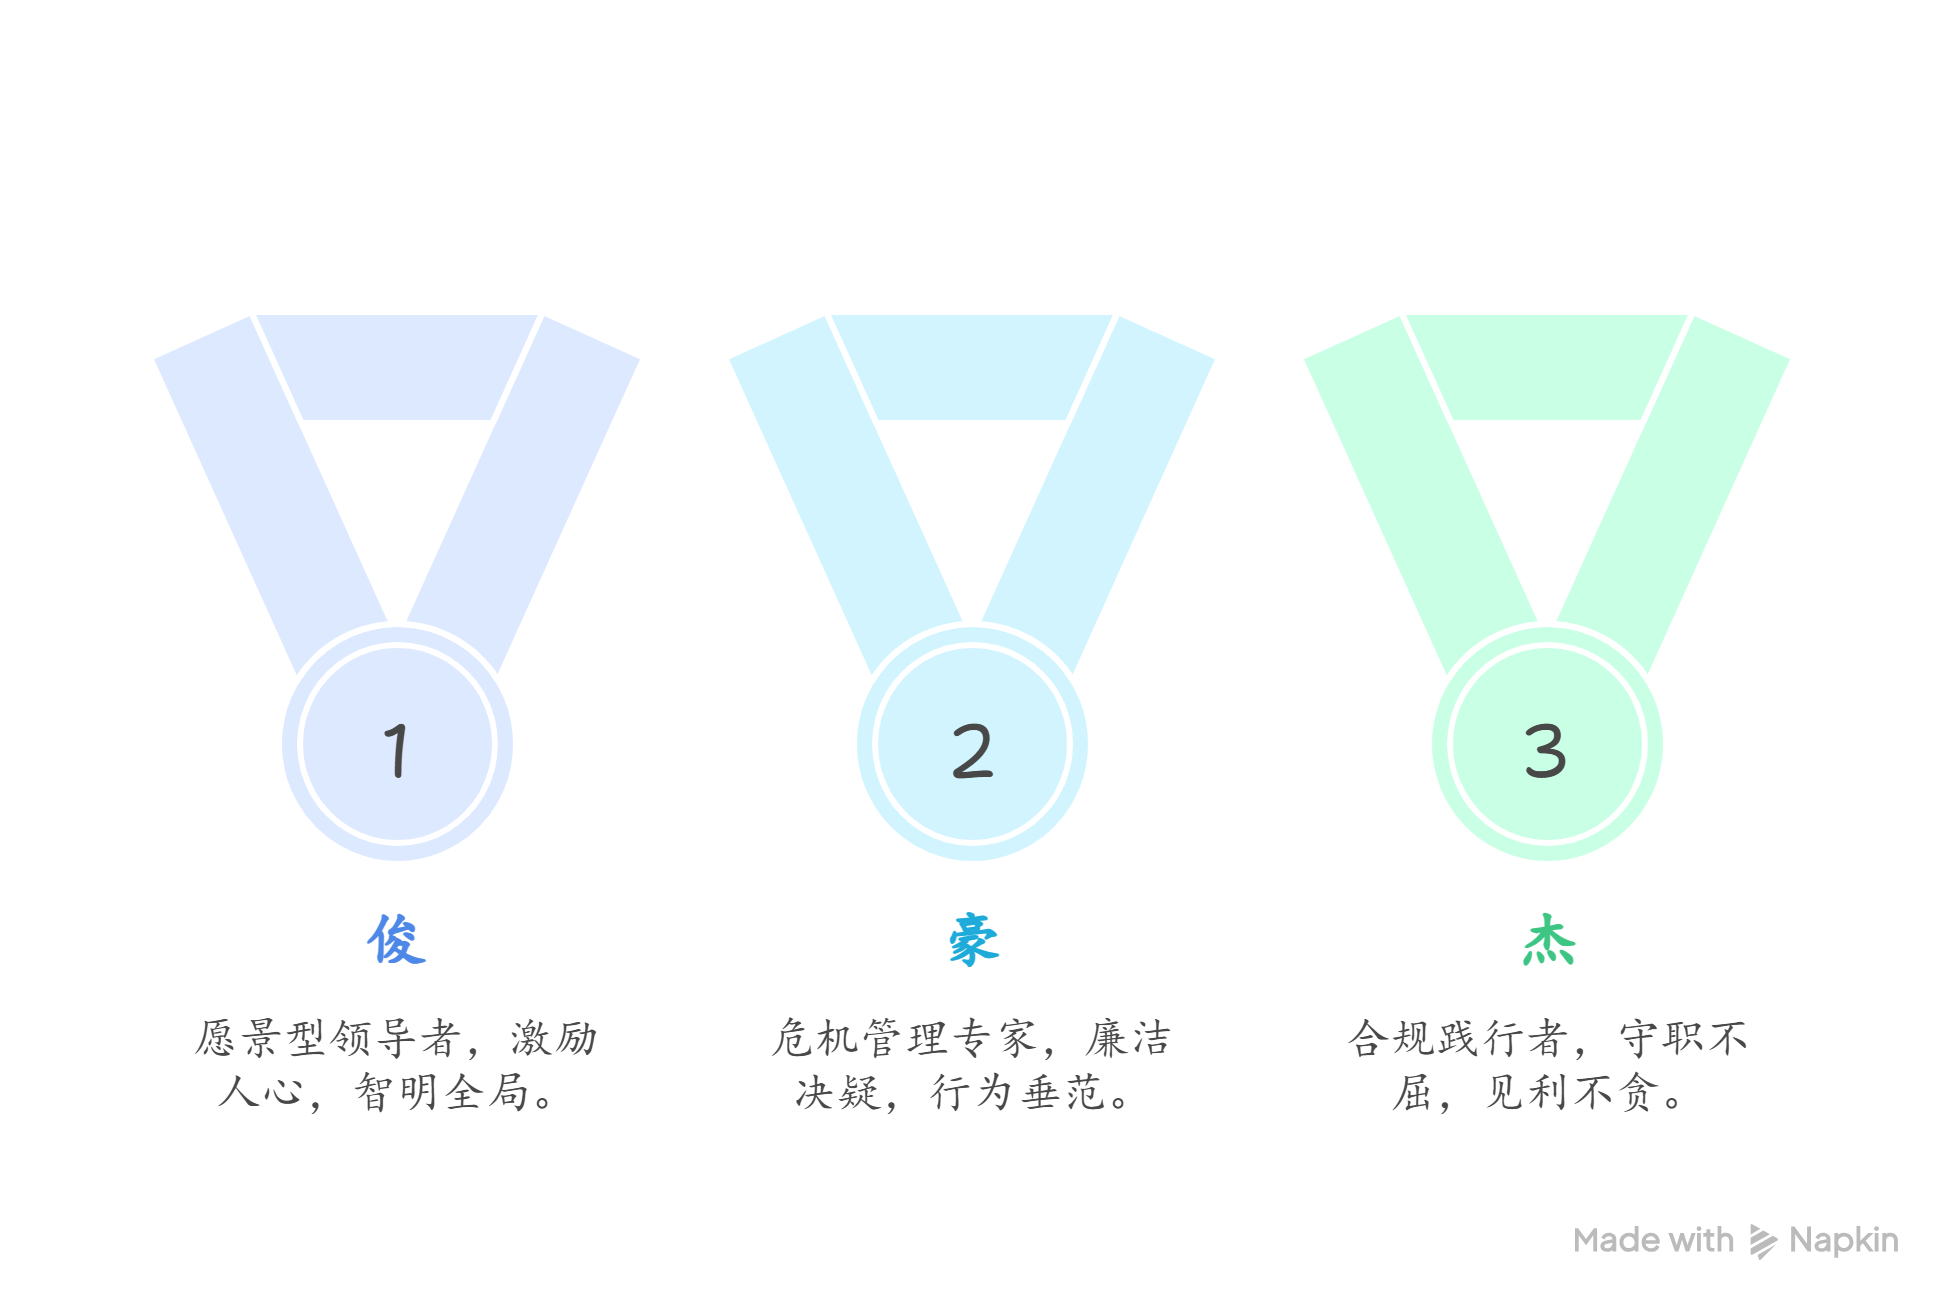 1
2
3
俊
豪
杰
愿景型领导者，激励
人心，智明全局。
危机管理专家，廉洁
决疑，行为垂范。
合规践行者，守职不
屈，见利不贪。
Made with Napkin